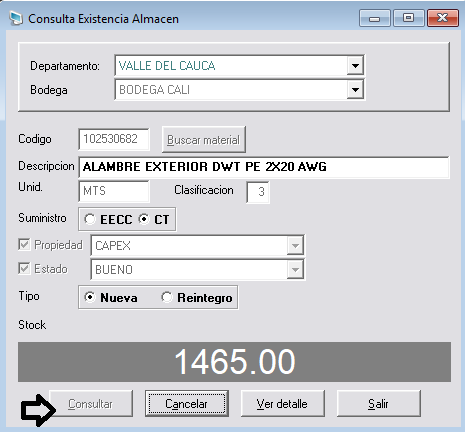 Consulta Existencia Almacen
Departamento: VALLE DEL CAUCA
Bodega BODEGA CALI
Codigo 102530682 Buscar material
Descripcion ALAMBRE EXTERIOR DWT PE 2X20 AWG
Unid. MTS Clasificacion 3
Suministro EECC CT
Propiedad CAPEX
Estado BUENO
Tipo Nueva Reintegro
Stock
1465.00
Consultar Cancelar Ver detalle Salir